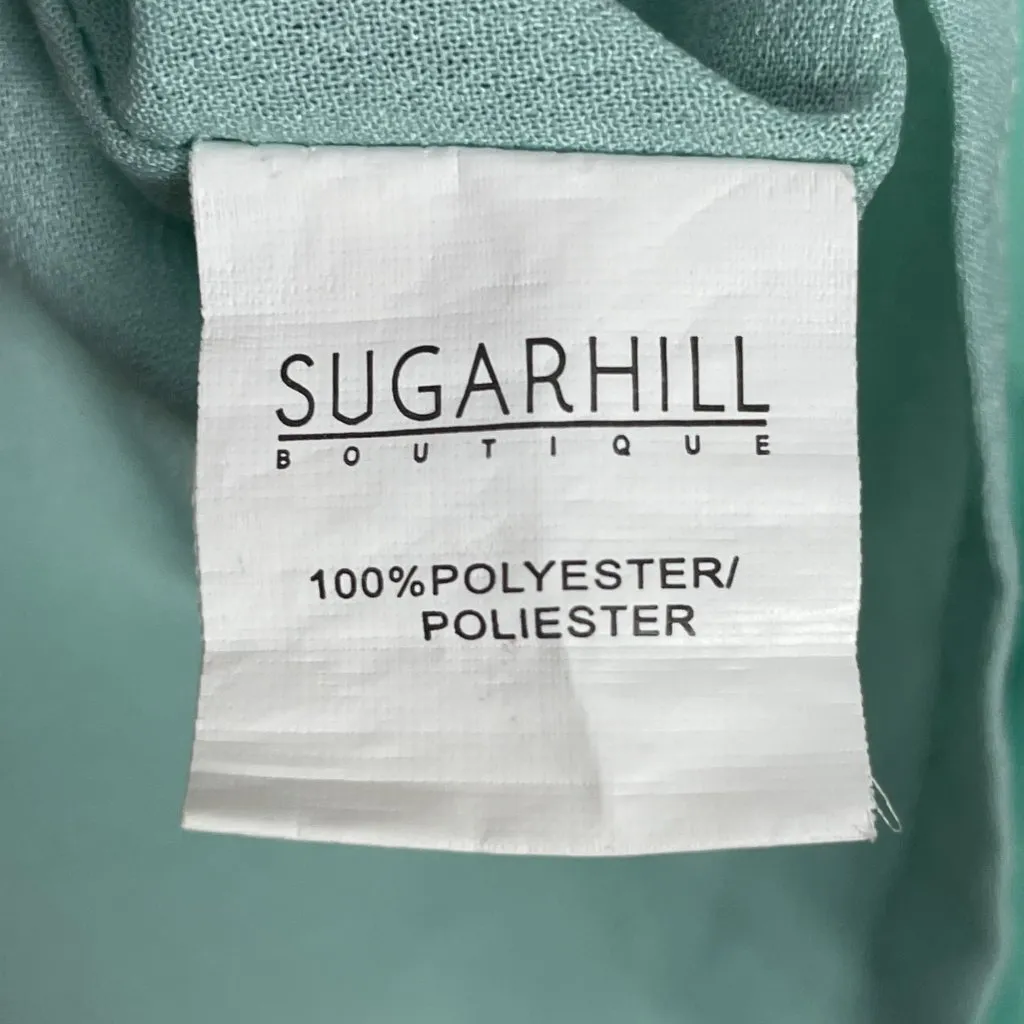 SUGARHILL
BOUTIQUE
100%POLYESTER/
POLIESTER